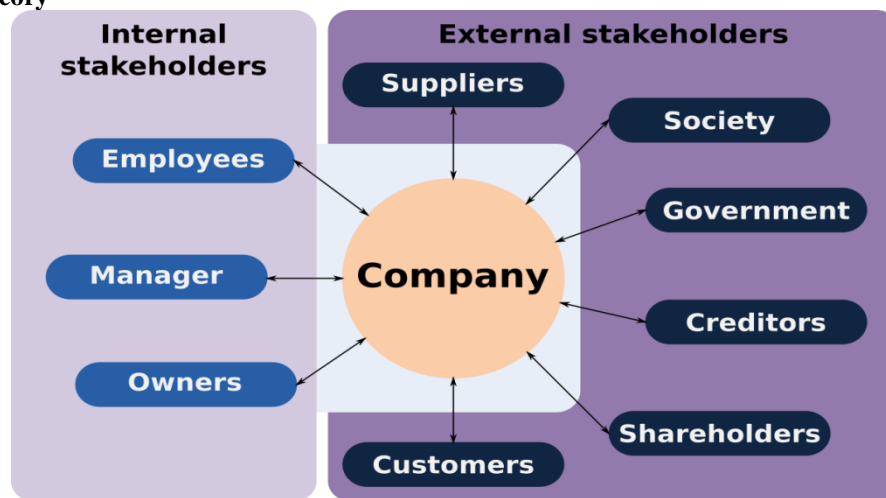 Internal
stakeholders
External stakeholders
Suppliers
Society
Employees
Government
Manager
Company
Creditors
Owners
Shareholders
Customers